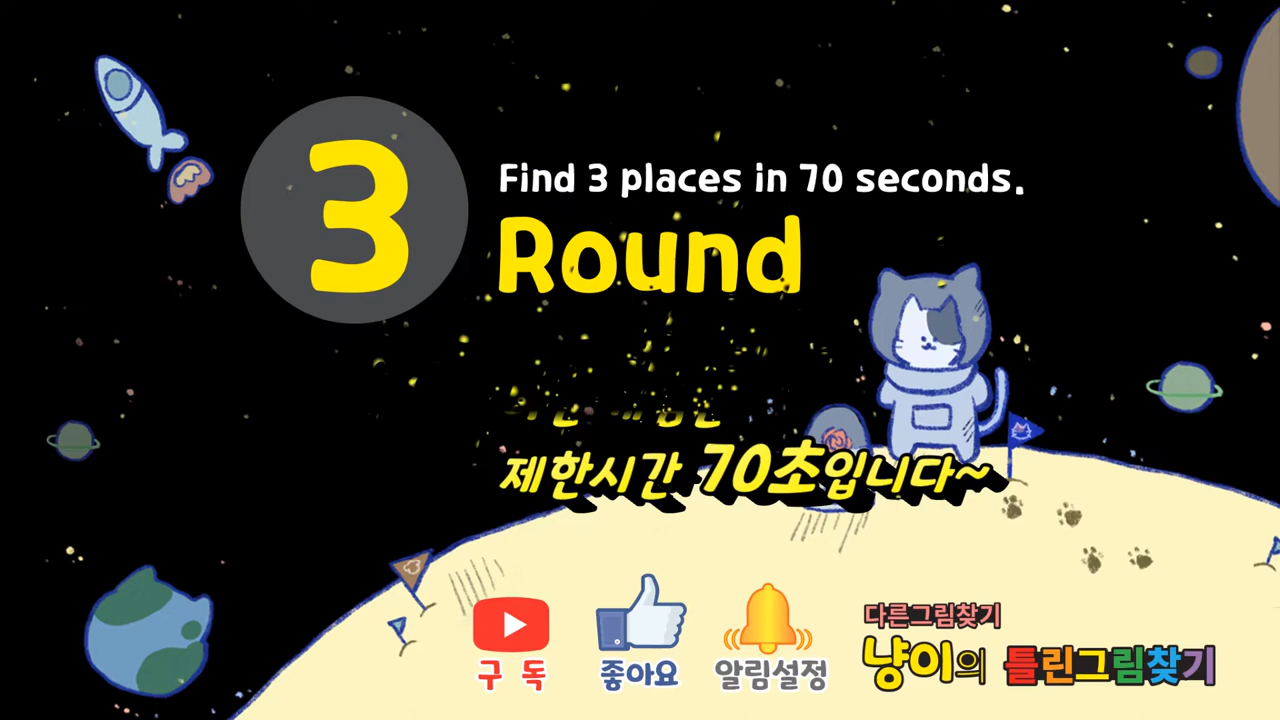 3
Find 3 places in 70 seconds.
Round
제한시간 70초입니다~
구독
좋아요
알림설정
다른그림찾기
냥이의 틀린그림찾기